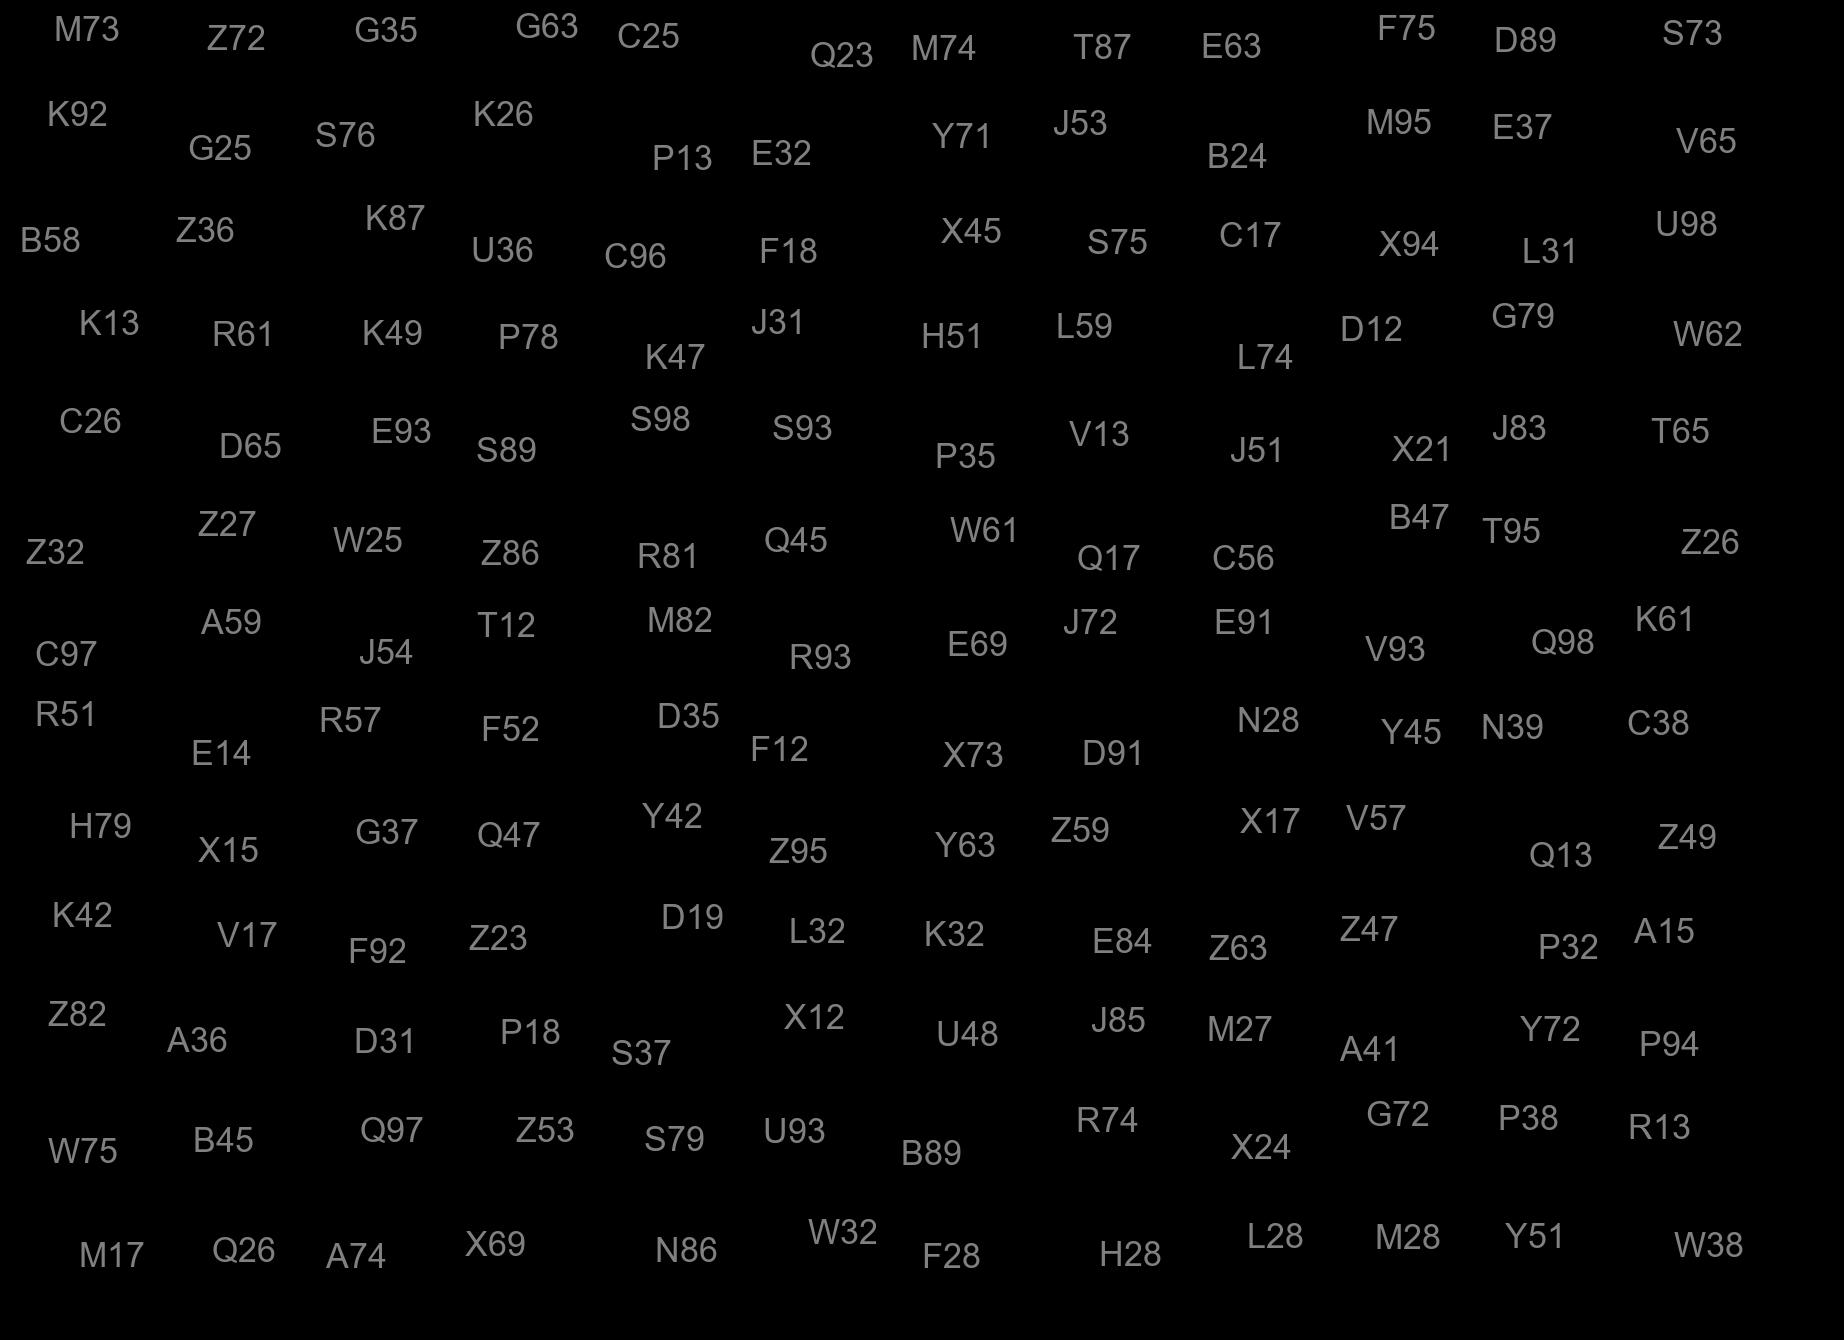 M73 Z72 G35 G63 C25 Q23 M74 T87 E63 F75 D89 S73
K92 G25 S76 K26 P13 E32 Y71 J53 B24 M95 E37 V65
B58 Z36 K87 U36 C96 F18 X45 S75 C17 X94 L31 U98
K13 R61 K49 P78 K47 J31 H51 L59 L74 D12 G79 W62
C26 D65 E93 S89 S98 S93 P35 V13 J51 X21 J83 T65
Z32 Z27 W25 Z86 R81 Q45 W61 Q17 C56 B47 T95 Z26
C97 A59 J54 T12 M82 R93 E69 J72 E91 V93 Q98 K61
R51 E14 R57 F52 D35 F12 X73 D91 N28 Y45 N39 C38
H79 X15 G37 Q47 Y42 Z95 Y63 Z59 X17 V57 Q13 Z49
K42 V17 F92 Z23 D19 L32 K32 E84 Z63 Z47 P32 A15
Z82 A36 D31 P18 S37 X12 U48 J85 M27 A41 Y72 P94
W75 B45 Q97 Z53 S79 U93 B89 R74 X24 G72 P38 R13
M17 Q26 A74 X69 N86 W32 F28 H28 L28 M28 Y51 W38